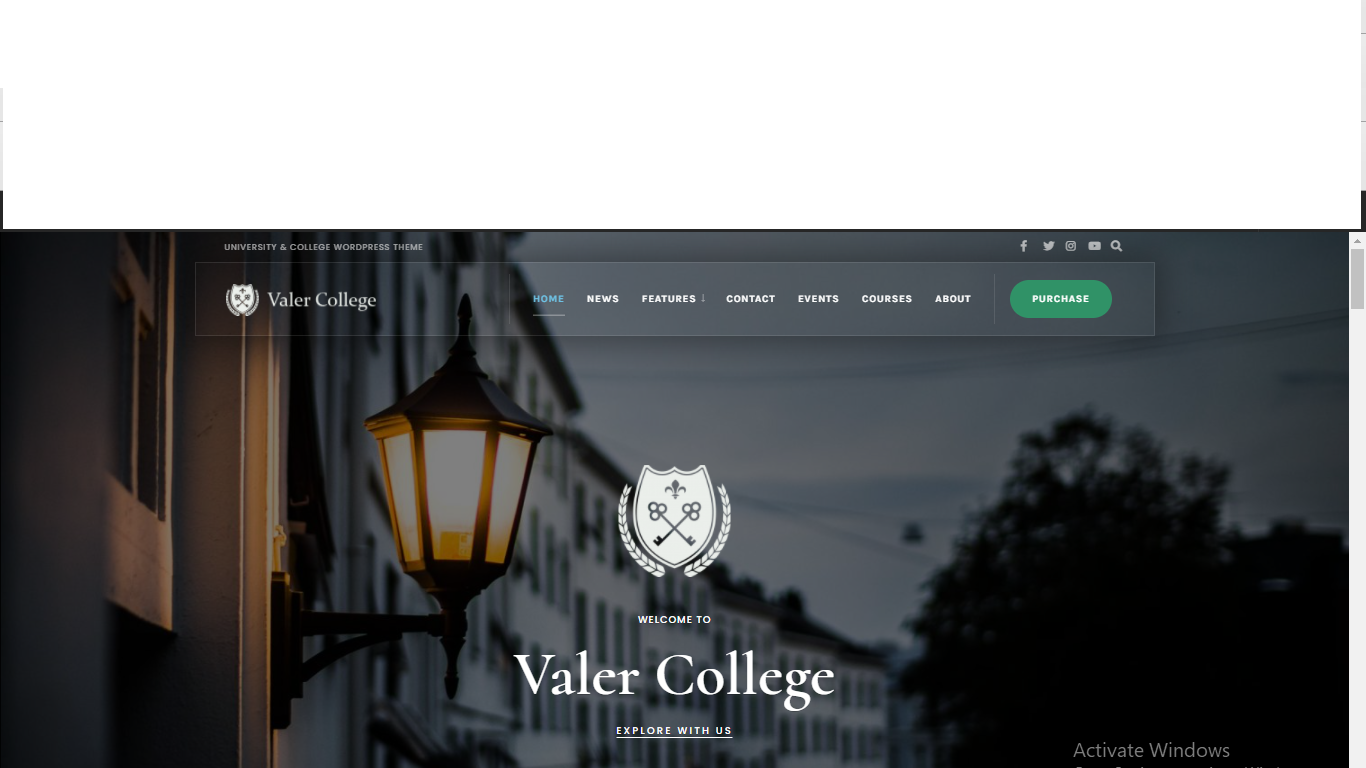 UNIVERSITY & COLLEGE WORDPRESS THEME
Valer College
HOME NEWS FEATURES ↓ CONTACT EVENTS COURSES ABOUT
PURCHASE
WELCOME TO
Valer College
EXPLORE WITH US
Activate Windows